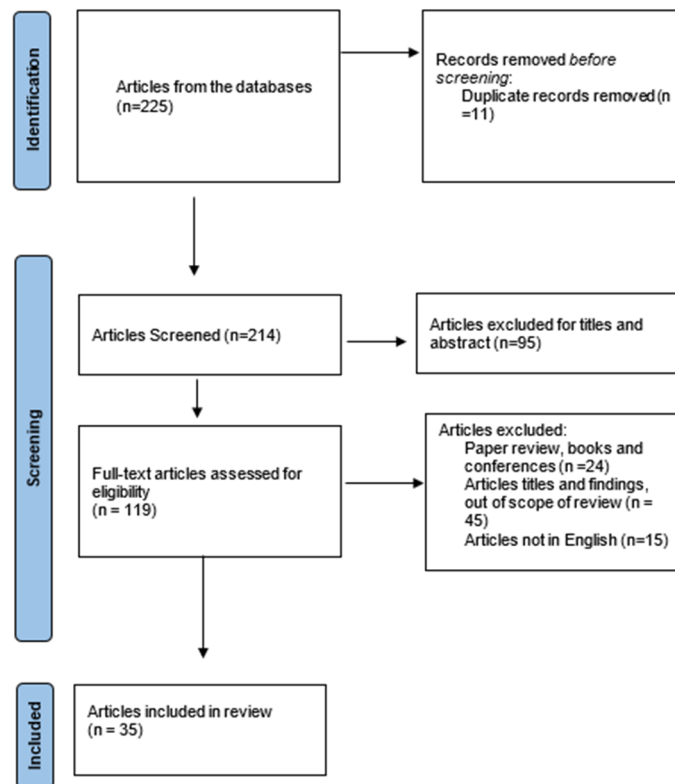 Identification
Articles from the databases
(n=225)
Records removed before
screening:
Duplicate records removed (n
=11)
Screening
Articles Screened (n=214)
Articles excluded for titles and
abstract (n=95)
Full-text articles assessed for
eligibility
(n = 119)
Articles excluded:
Paper review, books and
conferences (n =24)
Articles titles and findings,
out of scope of review (n =
45)
Articles not in English (n=15)
Included
Articles included in review
(n = 35)